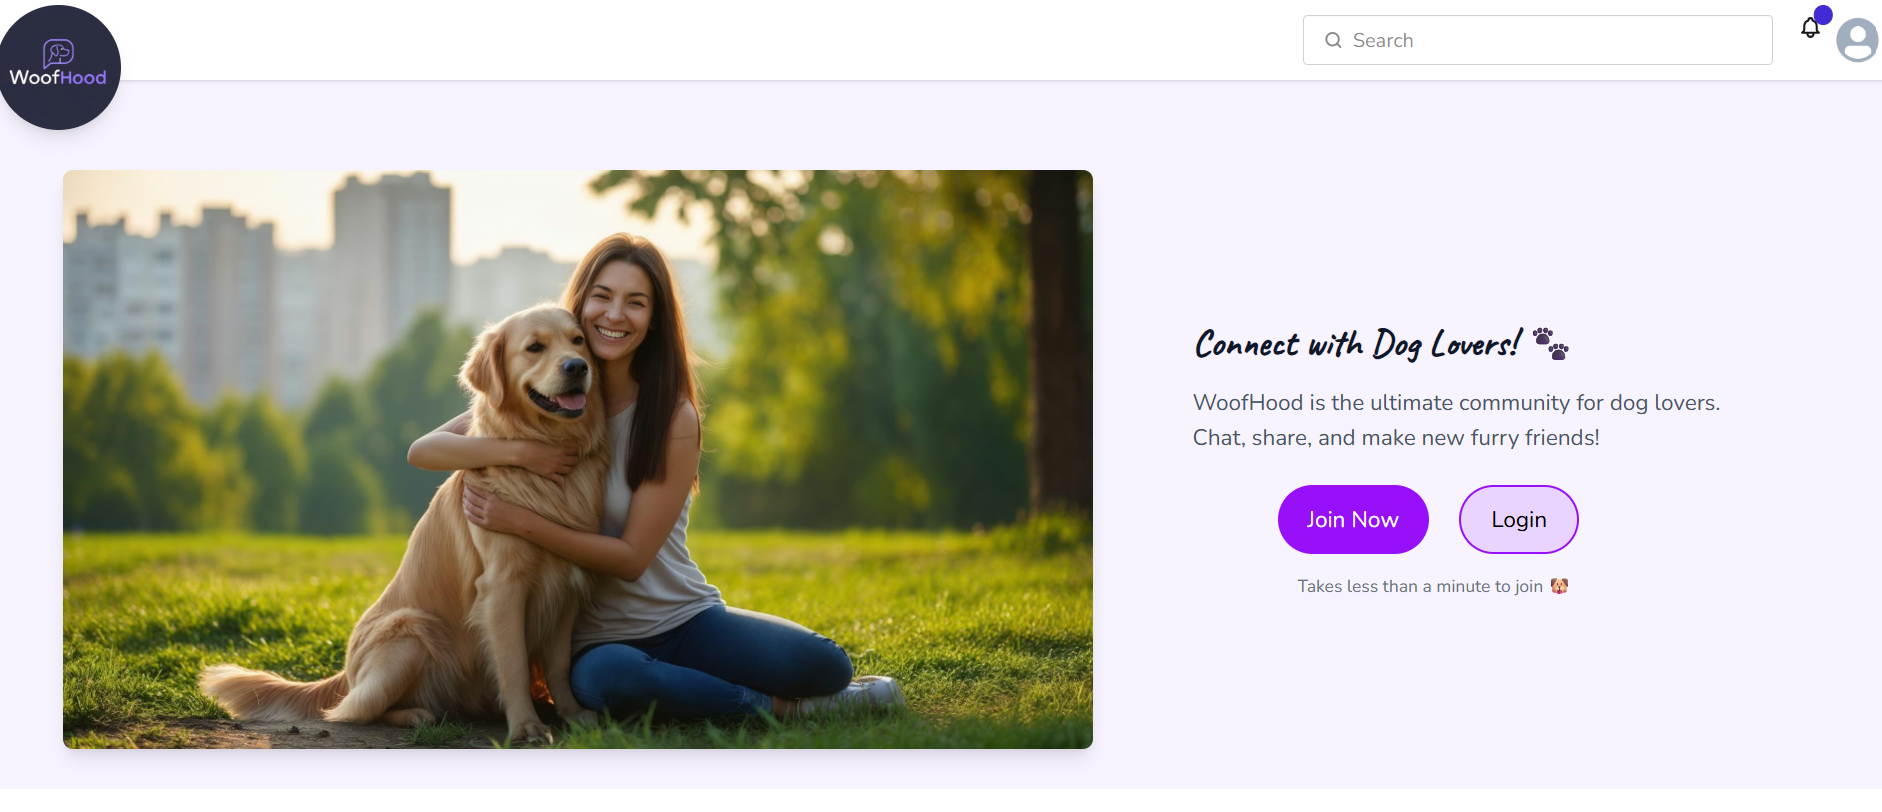 WoofHood
Search
Connect with Dog Lovers! 🐾
WoofHood is the ultimate community for dog lovers.
Chat, share, and make new furry friends!
Join Now
Login
Takes less than a minute to join 🐶